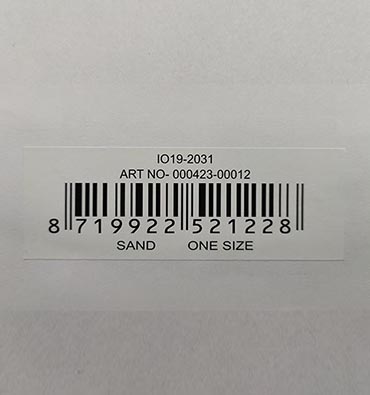 IO19-2031
ART NO- 000423-00012
8 719922 521228
SAND ONE SIZE